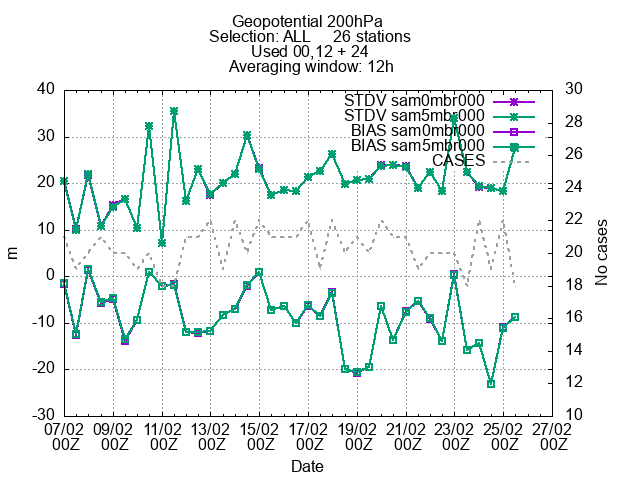 Geopotential 200hPa
Selection: ALL     26 stations
Used 00,12 + 24
Averaging window: 12h
STDV sam0mbr000
STDV sam5mbr000
BIAS sam0mbr000
BIAS sam5mbr000
CASES
40
30
20
10
0
-10
-20
-30
m
30
28
26
24
22
20
18
16
14
12
10
No cases
07/02 09/02 11/02 13/02 15/02 17/02 19/02 21/02 23/02 25/02 27/02
00Z 00Z 00Z 00Z 00Z 00Z 00Z 00Z 00Z 00Z 00Z
Date